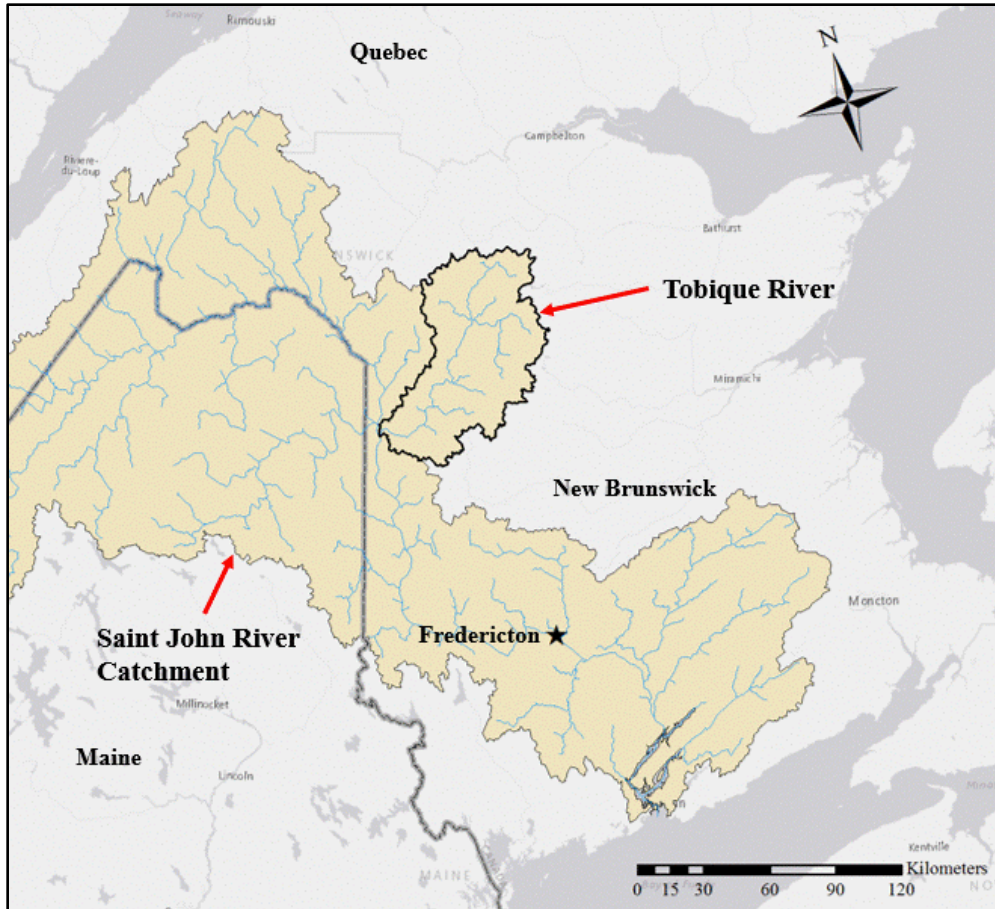 Seaway
Rimouski
Quebec
N
Campbellton
Riviere-
du-Loup
Bathurst
NSWICK
Tobique River
Miramichi
New Brunswick
Moncton
Fredericton
Saint John River
Catchment
Millinocket
Maine
Lincoln
Kentville
MAINE
Kilometers
0 15 30 60 90 120